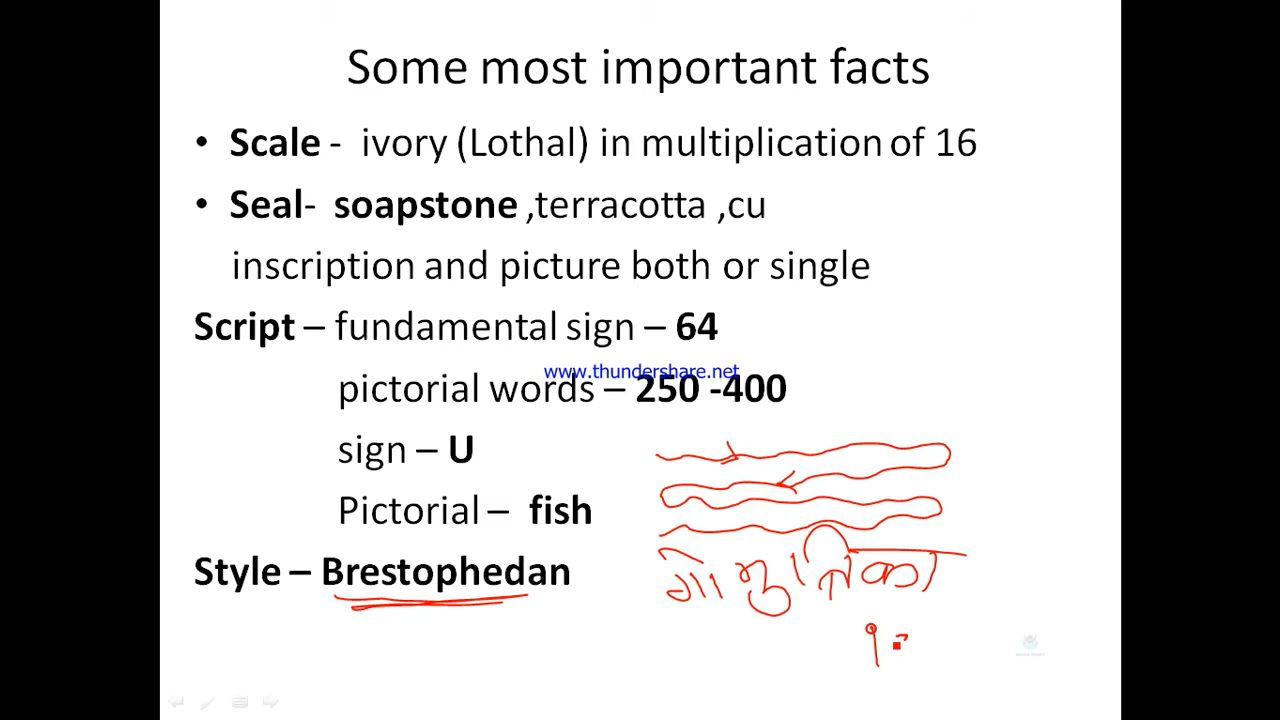 Some most important facts
• Scale - ivory (Lothal) in multiplication of 16
• Seal- soapstone ,terracotta ,cu
inscription and picture both or single
Script – fundamental sign – 64
www.thundershare.net
pictorial words – 250 -400
sign – U
Pictorial – fish
Style – Brestophedan
गोमुत्रिका